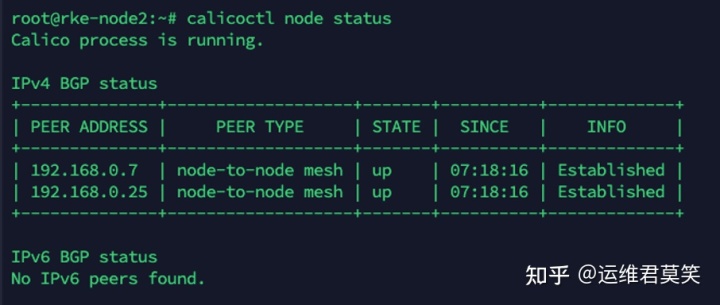 root@rke-node2:~# calicoctl node status
Calico process is running.
IPv4 BGP status
+--------------+-------------------+-------+----------+-------------+
| PEER ADDRESS |     PEER TYPE     | STATE |  SINCE   |    INFO     |
+--------------+-------------------+-------+----------+-------------+
| 192.168.0.7  | node-to-node mesh | up    | 07:18:16 | Established |
| 192.168.0.25 | node-to-node mesh | up    | 07:18:16 | Established |
+--------------+-------------------+-------+----------+-------------+
IPv6 BGP status
No IPv6 peers found.
知乎 @运维君莫笑